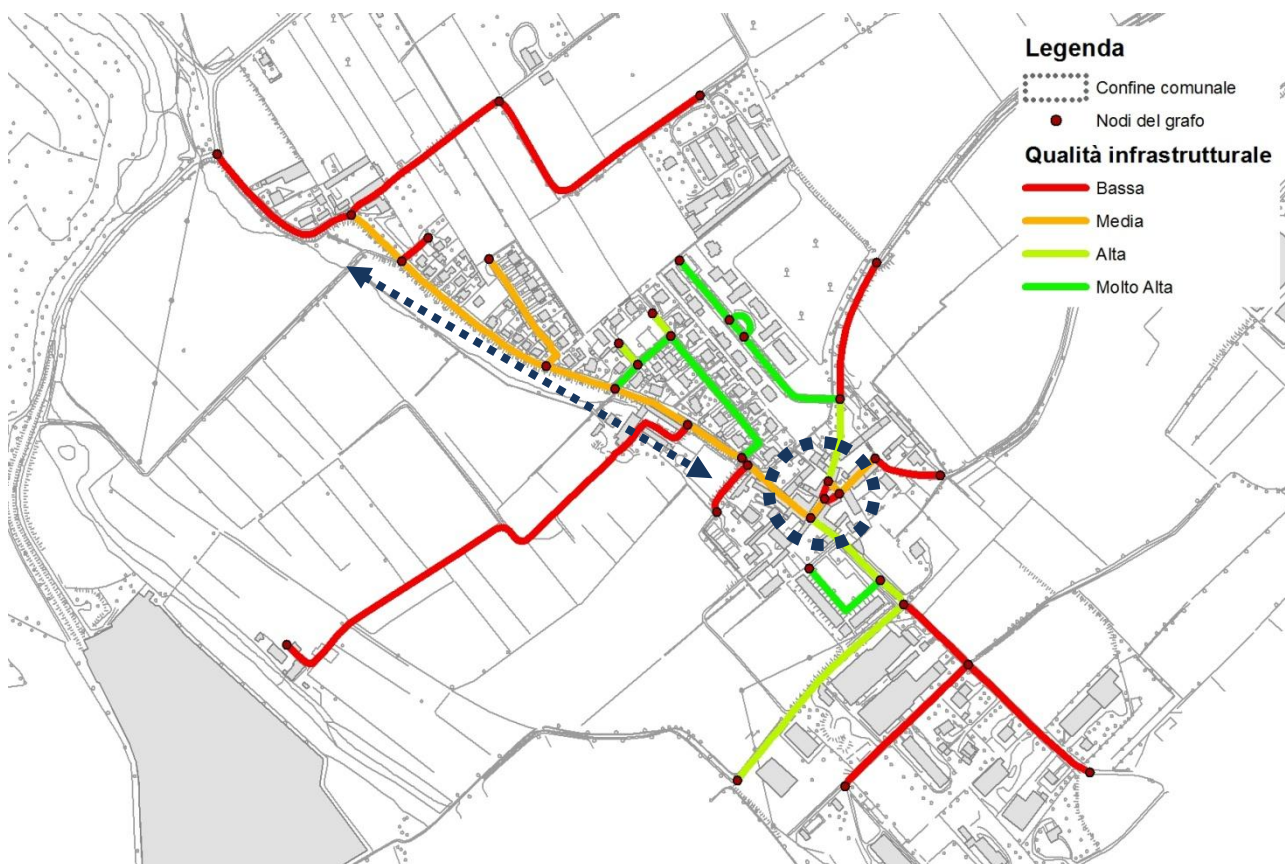 Legenda
Confine comunale
Nodi del grafo
Qualità infrastrutturale
Bassa
Media
Alta
Molto Alta